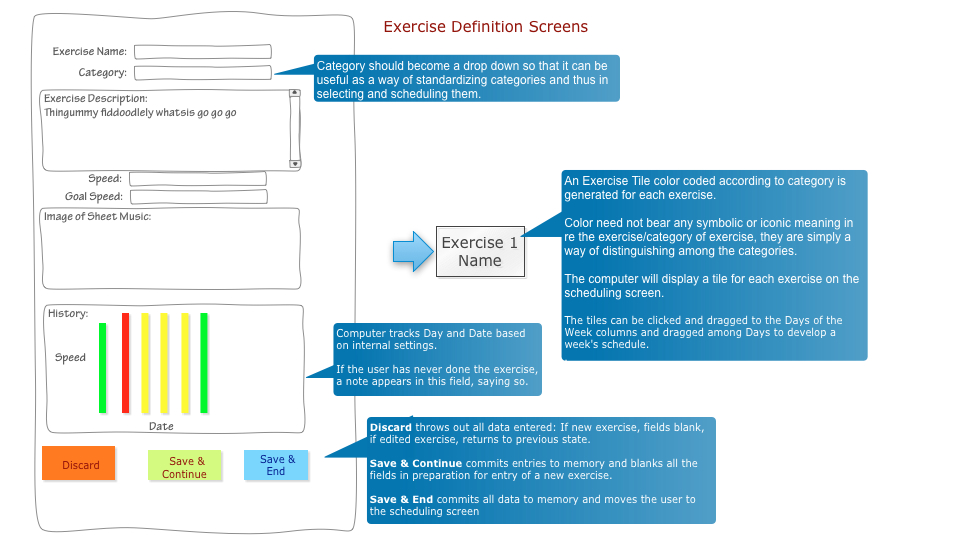 Exercise Definition Screens
Exercise Name:
Category:
Category should become a drop down so that it can be
useful as a way of standardizing categories and thus in
selecting and scheduling them.
Exercise Description:
Thingummy fiddoodlely whatsis go go go
Speed:
Goal Speed:
Image of Sheet Music:
Exercise 1
Name
An Exercise Tile color coded according to category is
generated for each exercise.
Color need not bear any symbolic or iconic meaning in
re the exercise/category of exercise, they are simply a
way of distinguishing among the categories.
The computer will display a tile for each exercise on the
scheduling screen.
The tiles can be clicked and dragged to the Days of the
Week columns and dragged among Days to develop a
week's schedule.
History:
Speed
Date
Computer tracks Day and Date based
on internal settings.
If the user has never done the exercise,
a note appears in this field, saying so.
Discard
Save &
Continue
Save &
End
Discard throws out all data entered: If new exercise, fields blank,
if edited exercise, returns to previous state.
Save & Continue commits entries to memory and blanks all the
fields in preparation for entry of a new exercise.
Save & End commits all data to memory and moves the user to
the scheduling screen